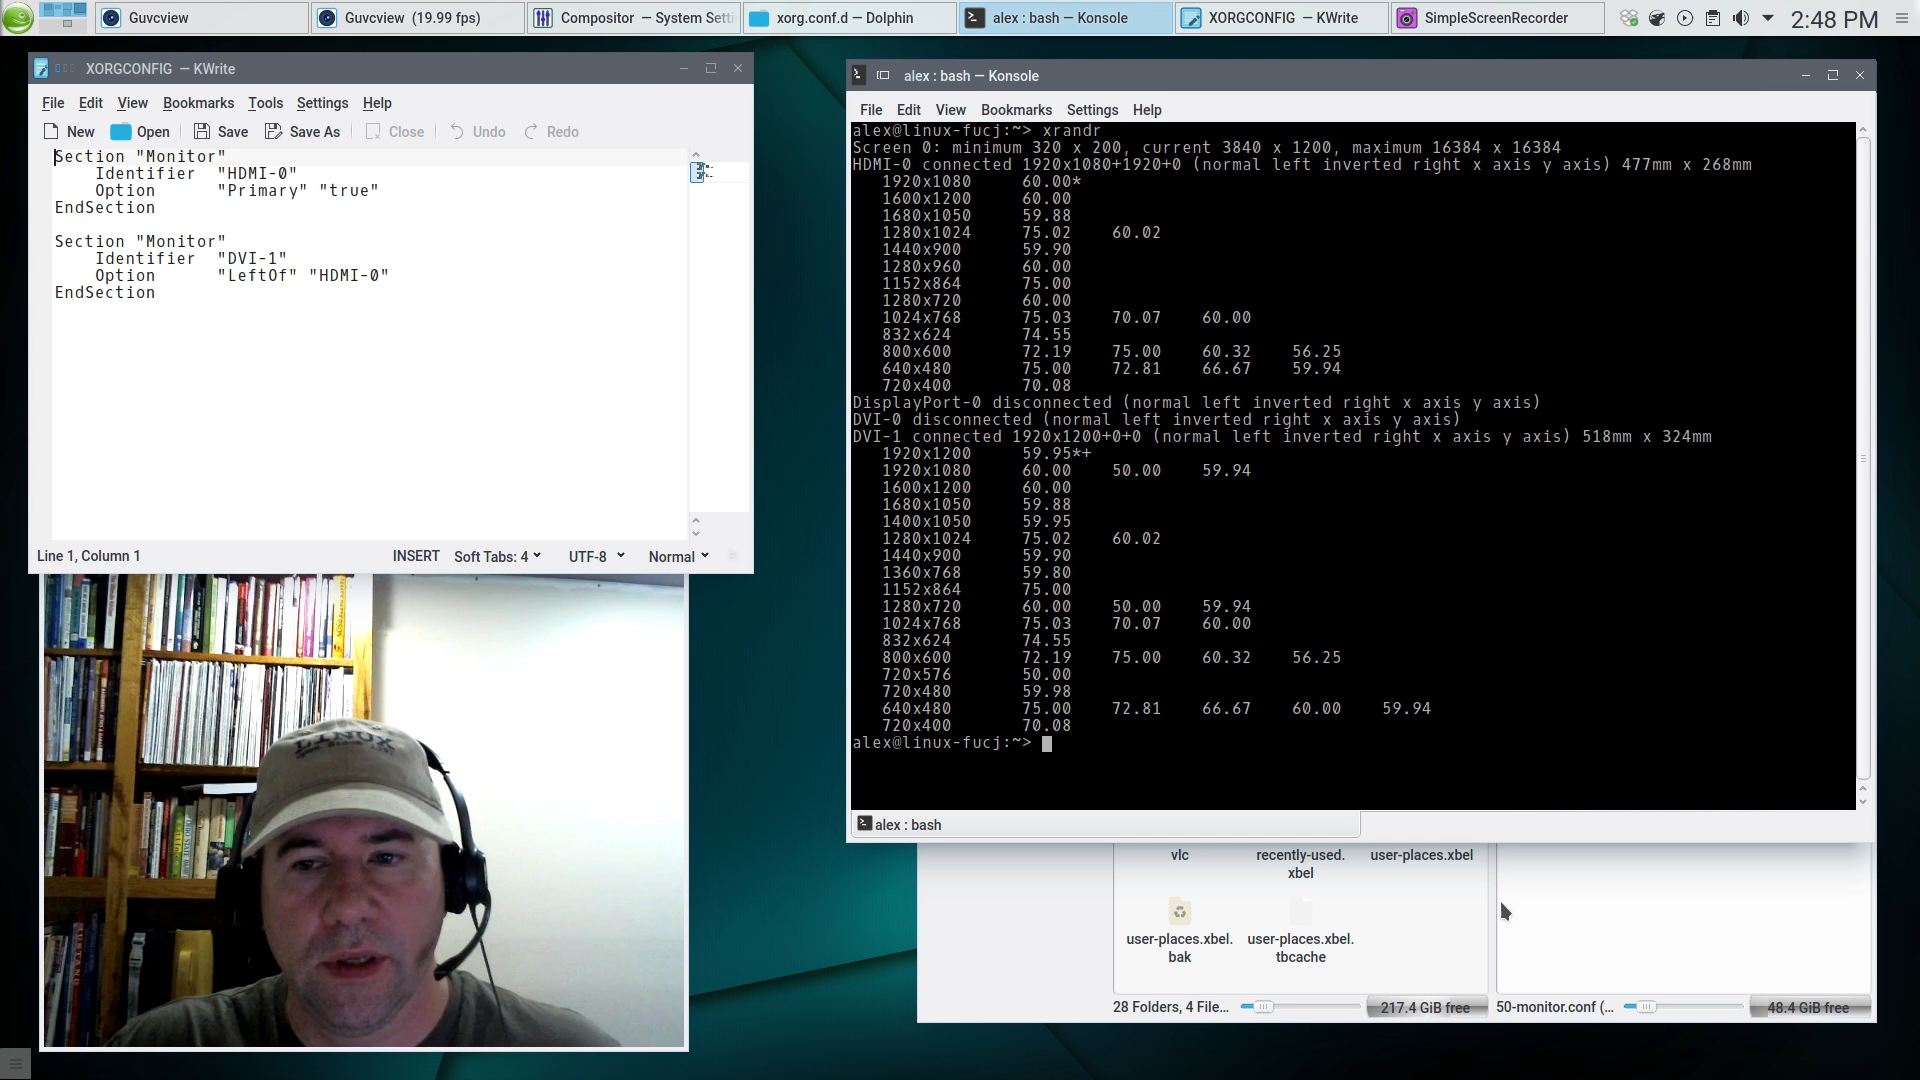 Guvcview
Guvcview (19.99 fps)
Compositor — System Setti
xorg.conf.d — Dolphin
alex : bash — Konsole
XORGCONFIG — KWrite
SimpleScreenRecorder
2:48 PM
XORGCONFIG — KWrite
File Edit View Bookmarks Tools Settings Help
New Open Save Save As Close Undo Redo
Section "Monitor"
    Identifier  "HDMI-0"
    Option      "Primary" "true"
EndSection
Section "Monitor"
    Identifier  "DVI-1"
    Option      "LeftOf" "HDMI-0"
EndSection
Line 1, Column 1
INSERT
Soft Tabs: 4
UTF-8
Normal
LINUX
alex : bash — Konsole
File Edit View Bookmarks Settings Help
alex@linux-fucj:~> xrandr
Screen 0: minimum 320 x 200, current 3840 x 1200, maximum 16384 x 16384
HDMI-0 connected 1920x1080+1920+0 (normal left inverted right x axis y axis) 477mm x 268mm
   1920x1080     60.00*
   1600x1200     60.00
   1680x1050     59.88
   1280x1024     75.02    60.02
   1440x900      59.90
   1280x960      60.00
   1152x864      75.00
   1280x720      60.00
   1024x768      75.03    70.07    60.00
   832x624       74.55
   800x600       72.19    75.00    60.32    56.25
   640x480       75.00    72.81    66.67    59.94
   720x400       70.08
DisplayPort-0 disconnected (normal left inverted right x axis y axis)
DVI-0 disconnected (normal left inverted right x axis y axis)
DVI-1 connected 1920x1200+0+0 (normal left inverted right x axis y axis) 518mm x 324mm
   1920x1200     59.95*+
   1920x1080     60.00    50.00    59.94
   1600x1200     60.00
   1680x1050     59.88
   1400x1050     59.95
   1280x1024     75.02    60.02
   1440x900      59.90
   1360x768      59.80
   1152x864      75.00
   1280x720      60.00    50.00    59.94
   1024x768      75.03    70.07    60.00
   832x624       74.55
   800x600       72.19    75.00    60.32    56.25
   720x576       50.00
   720x480       59.98
   640x480       75.00    72.81    66.67    60.00    59.94
   720x400       70.08
alex@linux-fucj:~>
alex : bash
vlc
recently-used.
xbel
user-places.xbel
user-places.xbel.
bak
user-places.xbel.
tbcache
28 Folders, 4 File...
217.4 GiB free
50-monitor.conf (...
48.4 GiB free